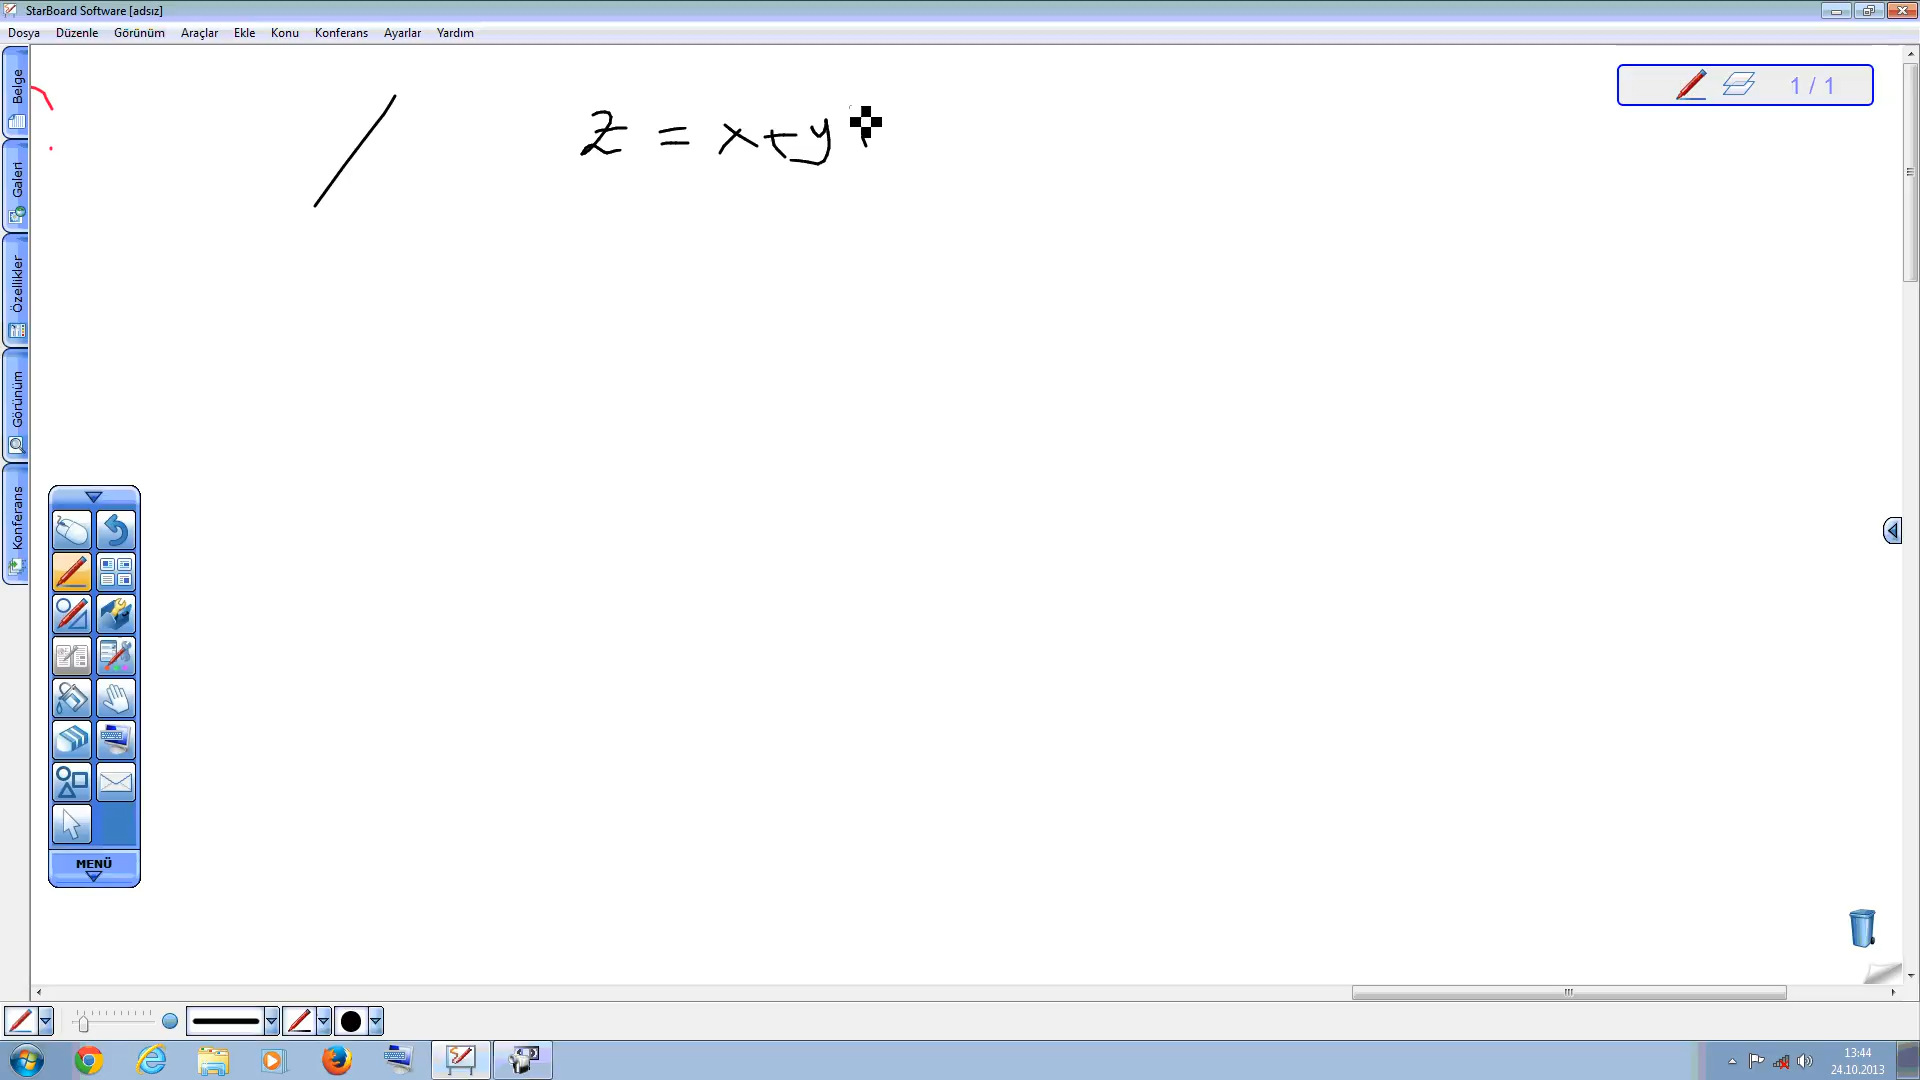 StarBoard Software [adsız]
Dosya Düzenle Görünüm Araçlar Ekle Konu Konferans Ayarlar Yardım
Belge
Galeri
Özellikler
Görünüm
Konferans
1 / 1
z = x+y
MENÜ
13:44
24.10.2013